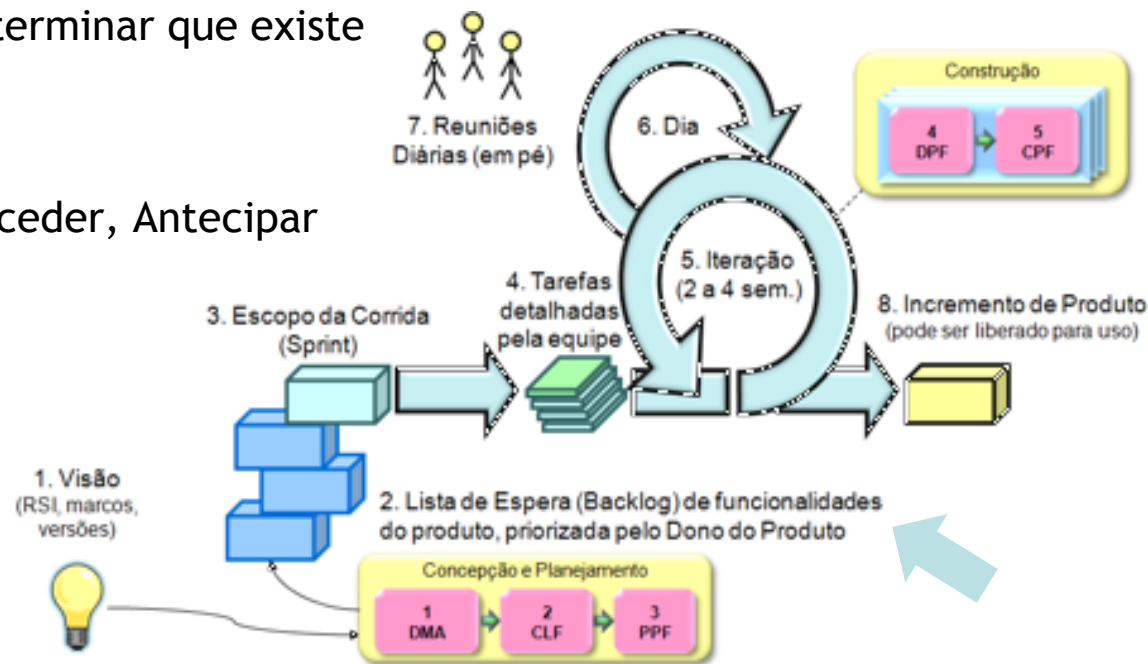 terminar que existe
ceder, Antecipar
7. Reuniões
Diárias (em pé)
6. Dia
Construção
4
DPF
5
CPF
5. Iteração
(2 a 4 sem.)
4. Tarefas
detalhadas
pela equipe
3. Escopo da Corrida
(Sprint)
8. Incremento de Produto
(pode ser liberado para uso)
1. Visão
(RSI, marcos,
versões)
2. Lista de Espera (Backlog) de funcionalidades
do produto, priorizada pelo Dono do Produto
Concepção e Planejamento
1
DMA
2
CLF
3
PPF